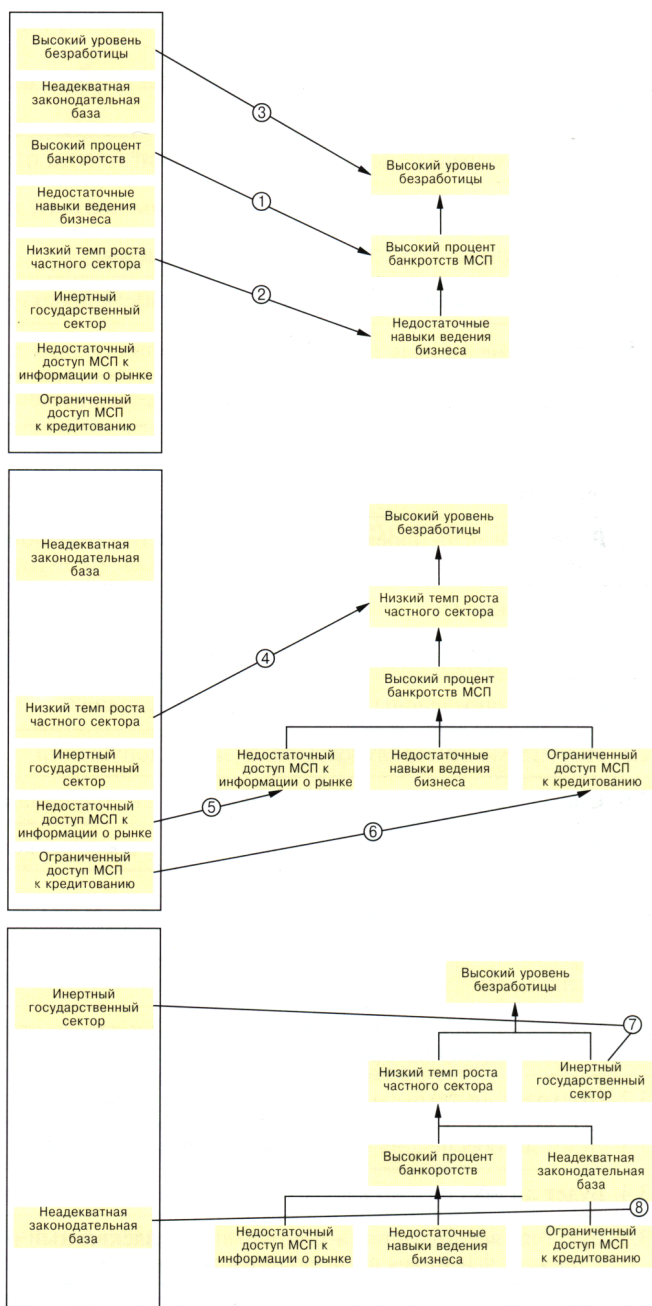 Высокий уровень
безработицы
Неадекватная
законодательная
база
Высокий процент
банкоротств
Недостаточные
навыки ведения
бизнеса
Низкий темп роста
частного сектора
Инертный
государственный
сектор
Недостаточный
доступ МСП к
информации о рынке
Ограниченный
доступ МСП
к кредитованию
3
1
2
Высокий уровень
безработицы
Высокий процент
банкротств МСП
Недостаточные
навыки ведения
бизнеса
Неадекватная
законодательная
база
Низкий темп роста
частного сектора
Инертный
государственный
сектор
Недостаточный
доступ МСП к
информации о рынке
Ограниченный
доступ МСП
к кредитованию
4
5
6
Высокий уровень
безработицы
Низкий темп роста
частного сектора
Высокий процент
банкротств МСП
Недостаточный
доступ МСП к
информации о рынке
Недостаточные
навыки ведения
бизнеса
Ограниченный
доступ МСП
к кредитованию
Инертный
государственный
сектор
Неадекватная
законодательная
база
7
8
Высокий уровень
безработицы
Низкий темп роста
частного сектора
Инертный
государственный
сектор
Высокий процент
банкоротств
Неадекватная
законодательная
база
Недостаточный
доступ МСП к
информации о рынке
Недостаточные
навыки ведения
бизнеса
Ограниченный
доступ МСП
к кредитованию